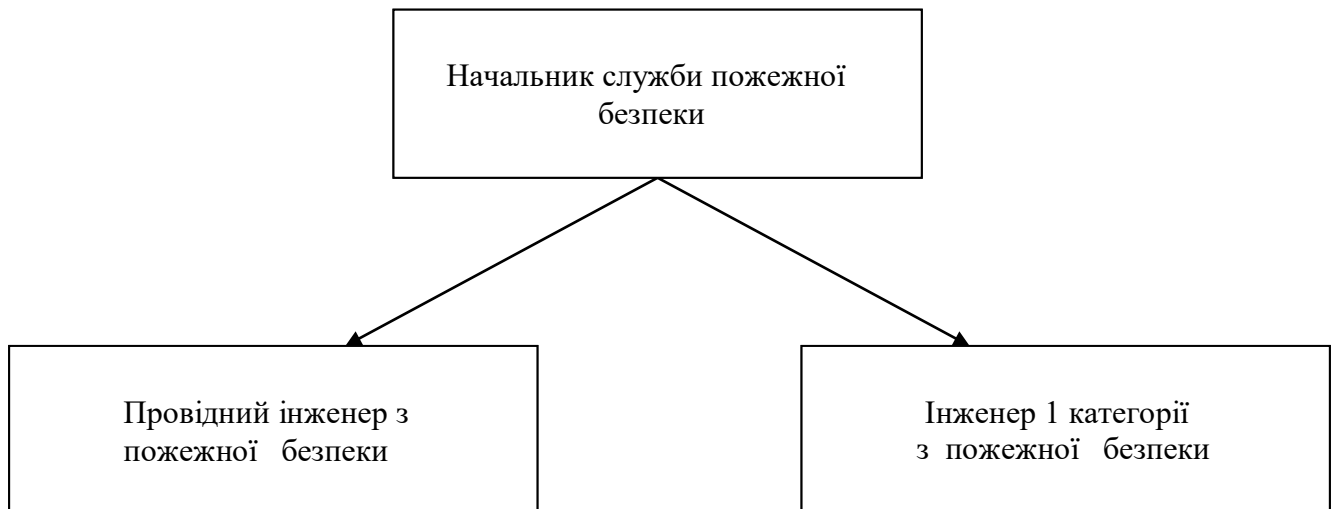 Начальник служби пожежної
безпеки
Провідний інженер з
пожежної безпеки
Інженер 1 категорії
з пожежної безпеки